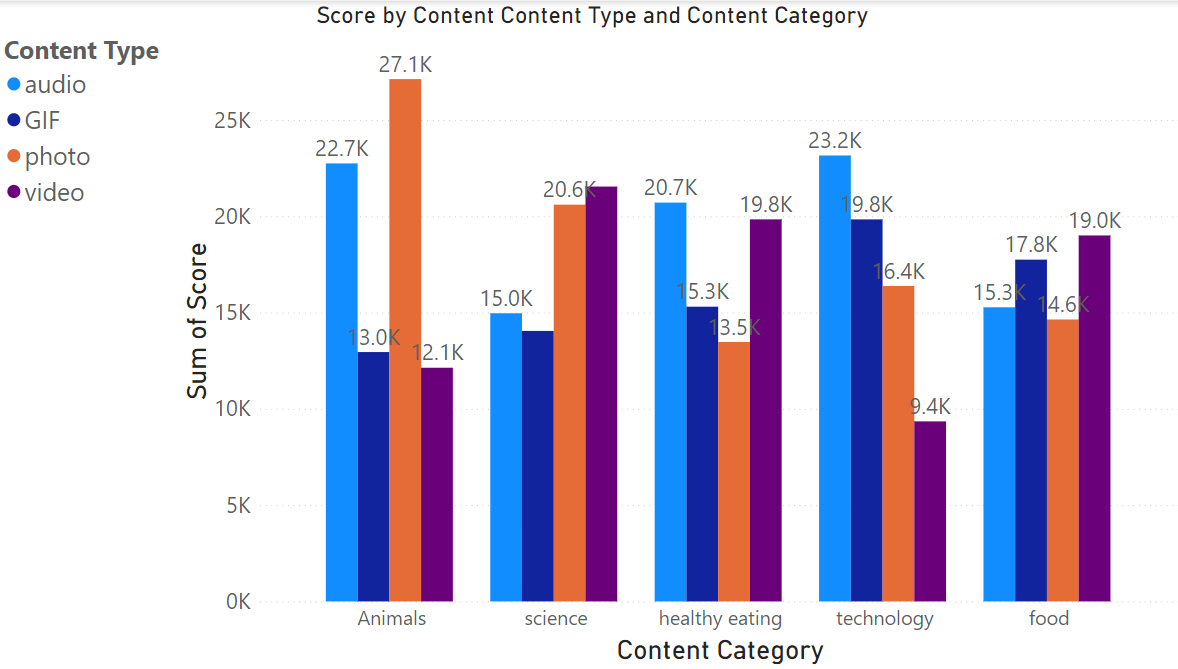 Score by Content Content Type and Content Category
Content Type
audio
GIF
photo
video
Sum of Score
25K
20K
15K
10K
5K
0K
22.7K
13.0K
27.1K
12.1K
15.0K
20.6K
20.7K
15.3K
13.5K
19.8K
23.2K
19.8K
16.4K
9.4K
15.3K
17.8K
14.6K
19.0K
Animals
science
healthy eating
technology
food
Content Category